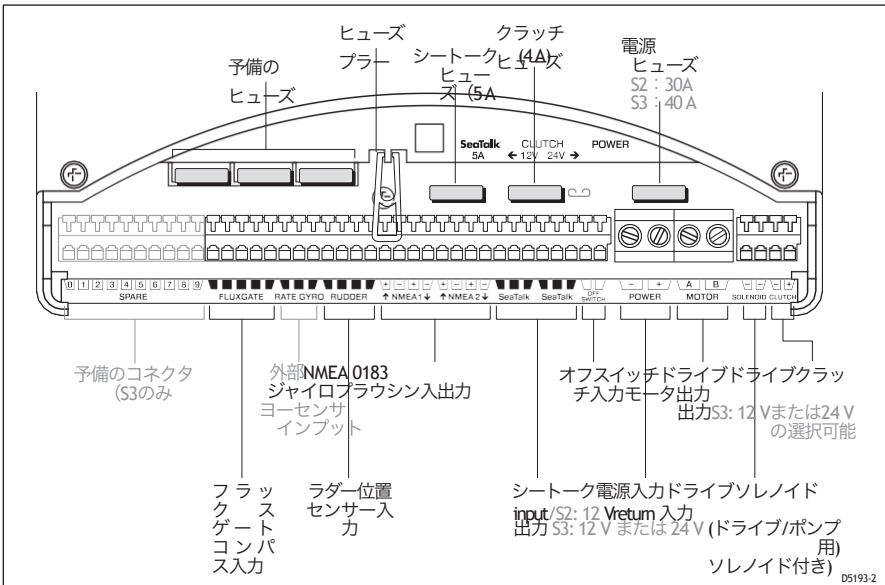 予備の
ヒューズ
ヒューズ
プラー
シートーク
ヒュー
ズ（5A
クラッチ
(4A)
ヒューズ
電源
ヒューズ
S2：30A
S3：40 A
SeaTalk
5A
CLUTCH
← 12V 24V →
POWER
0 1 2 3 4 5 6 7 8 9
SPARE
FLUXGATE
RATE GYRO
RUDDER
+ - + -
↑ NMEA 1 ↓
+ - + -
↑ NMEA 2 ↓
SeaTalk
SeaTalk
OFF
SWITCH
- +
POWER
A B
MOTOR
- -
SOLENOID
- +
CLUTCH
予備のコネクタ
（S3のみ
外部NMEA 0183
ジャイロプラウシン入出力
ヨーセンサ
インプット
オフスイッチドライブドライブクラッ
チ入力モータ出力
出力S3: 12 Vまたは24 V
の選択可能
フラッ
クス
ゲート
コンパ
ス入力
ラダー位置
センサー入
力
シートーク電源入力ドライブソレノイド
input/S2: 12 Vreturn 入力
出力 S3: 12 V または 24 V (ドライブ/ポンプ
用)
ソレノイド付き)
D5193-2